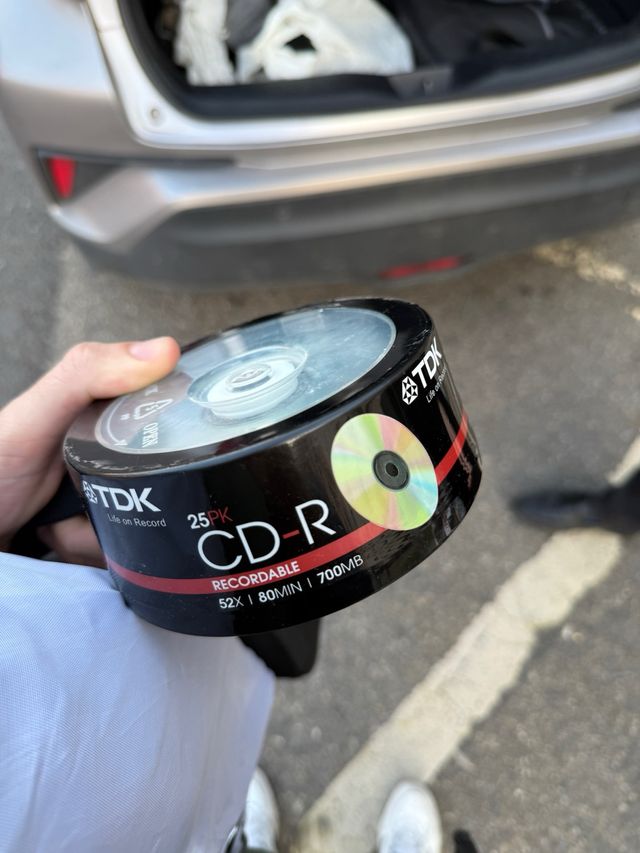 OPEN
TDK
Life on Record
25PK
CD-R
RECORDABLE
52X | 80MIN | 700MB
TDK
Life on Record